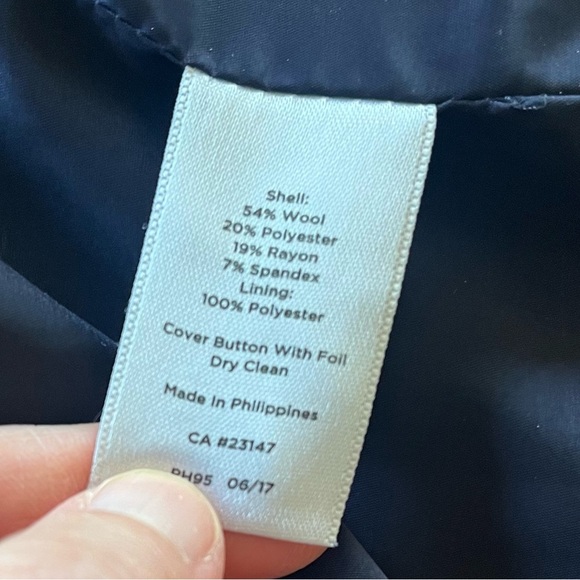 Shell:
54% Wool
20% Polyester
19% Rayon
7% Spandex
Lining:
100% Polyester
Cover Button With Foil
Dry Clean
Made In Philippines
CA #23147
PH95 06/17